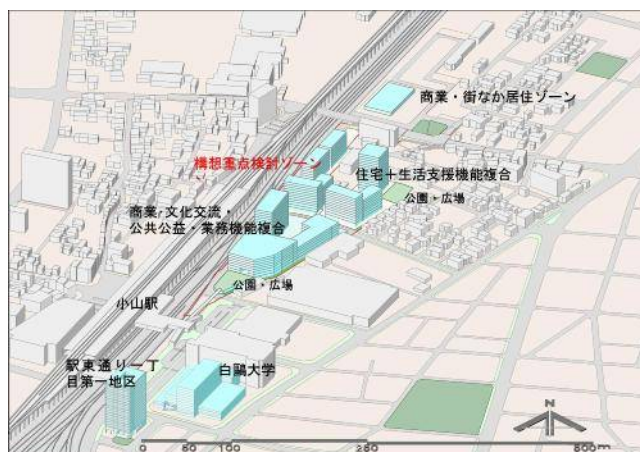 商業・街なか居住ゾーン
構想重点検討ゾーン
住宅＋生活支援機能複合
公園・広場
商業・文化交流・
公共公益・業務機能複合
公園・広場
小山駅
駅東通り一丁
目第一地区
白鷗大学
N
0 50 100 250 500m